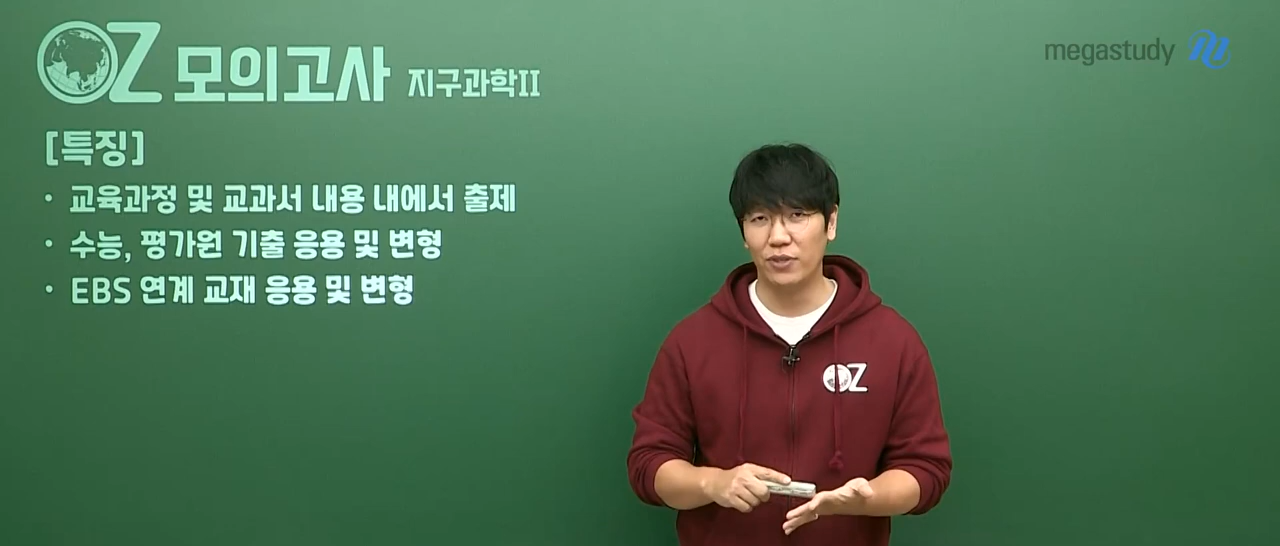 OZ 모의고사 지구과학II
megastudy
[특징]
• 교육과정 및 교과서 내용 내에서 출제
• 수능, 평가원 기출 응용 및 변형
• EBS 연계 교재 응용 및 변형
OZ